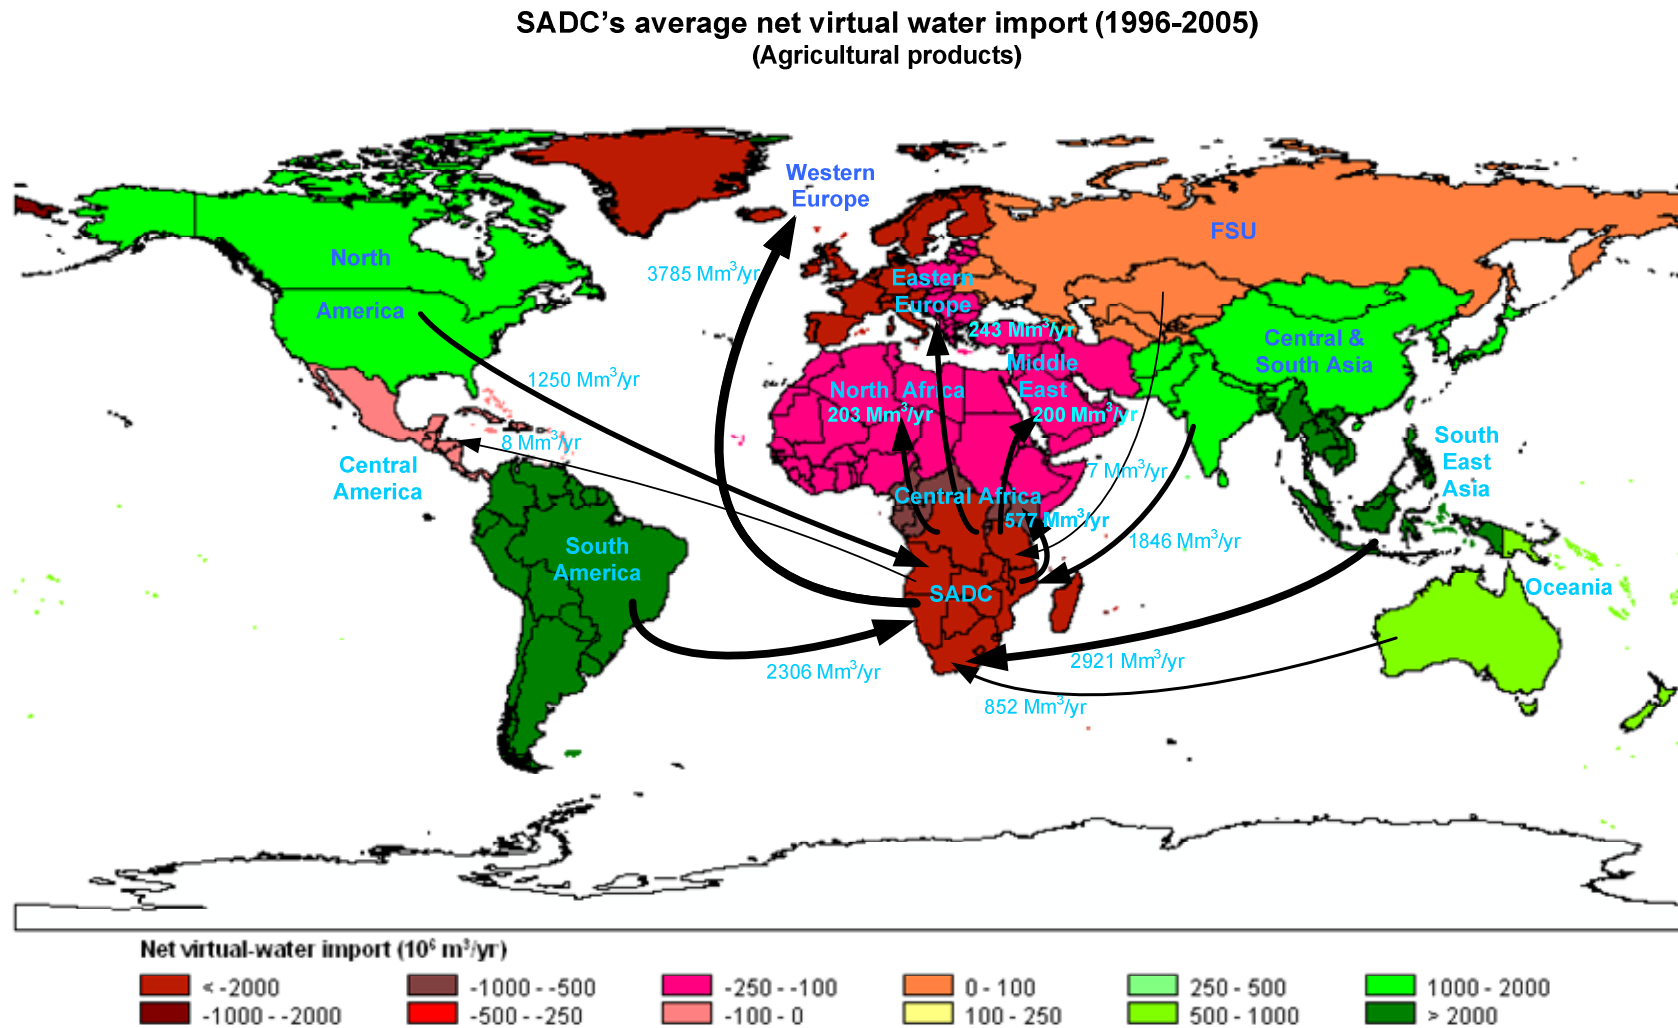 SADC's average net virtual water import (1996-2005)
(Agricultural products)
Western
Europe
North
America
FSU
3785 Mm³/yr
Eastern
Europe
243 Mm³/yr
Central &
South Asia
Middle
East
200 Mm³/yr
North Africa
203 Mm³/yr
1250 Mm³/yr
8 Mm³/yr
Central
America
7 Mm³/yr
South
East
Asia
Central Africa
577 Mm³/yr
1846 Mm³/yr
South
America
SADC
Oceania
2306 Mm³/yr
2921 Mm³/yr
852 Mm³/yr
Net virtual-water import (10⁶ m³/yr)
< -2000
-1000 - -500
-250 - -100
0 - 100
250 - 500
1000 - 2000
-1000 - -2000
-500 - -250
-100 - 0
100 - 250
500 - 1000
> 2000